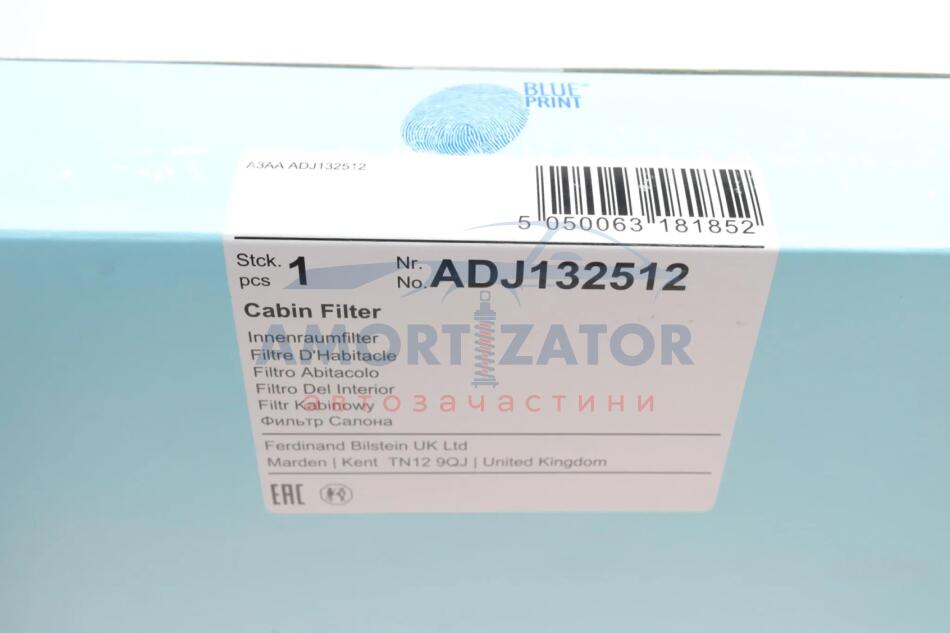 BLUE
PRINT
A3AA ADJ132512
5 050063 181852
Stck.
pcs 1
Nr.
No. ADJ132512
Cabin Filter
Innenraumfilter
Filtre D'Habitacle
Filtro Abitacolo
Filtro Del Interior
Filtr Kabinowy
Фильтр Салона
AMORTIZATOR
автозачастини
Ferdinand Bilstein UK Ltd
Marden | Kent TN12 9QJ | United Kingdom
EAC